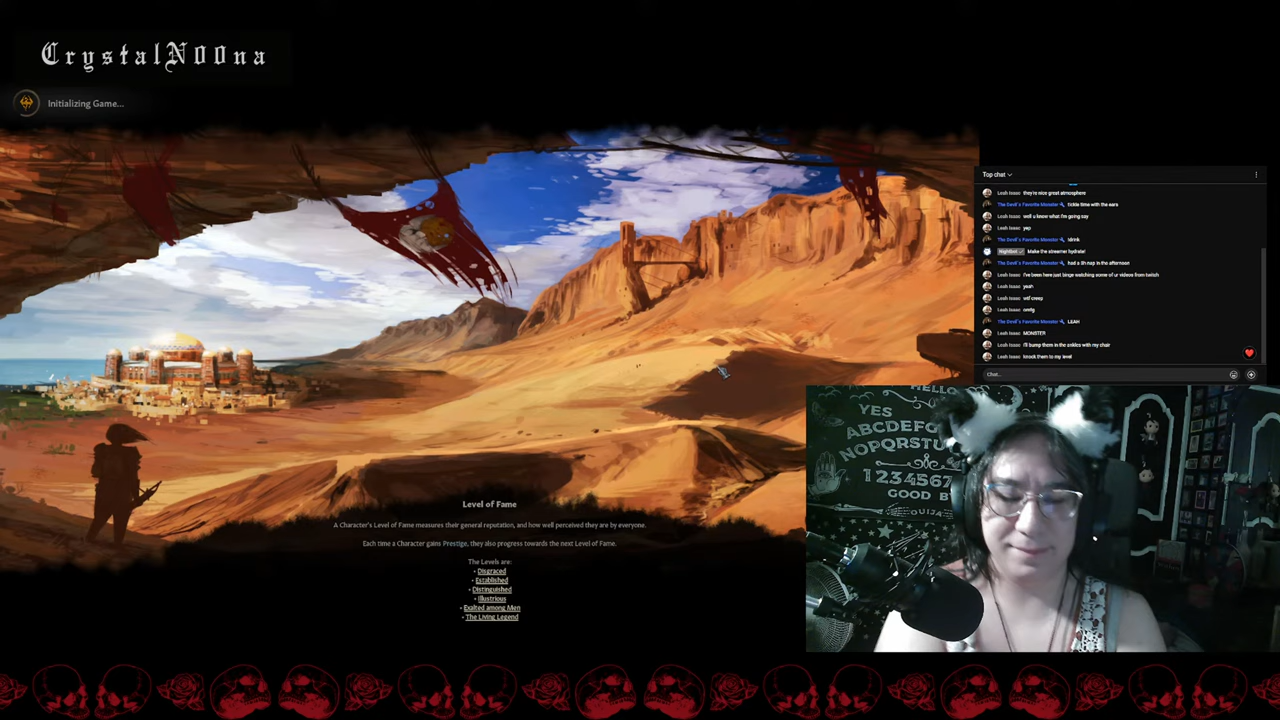 CrystalN00na
Initializing Game...
Top chat
Leah Isaac they're nice great atmosphere
The Devil's Favorite Monster tickle time with the ears
Leah Isaac well u knew what I'm going say
Leah Isaac yep
The Devil's Favorite Monster !drink
Nightbot Make the streamer hydrate!
The Devil's Favorite Monster had a 5h nap in the afternoon
Leah Isaac I've been here just binge watching some of ur videos from twitch
Leah Isaac yeah
Leah Isaac wtf creep
Leah Isaac omfg
The Devil's Favorite Monster LEAH
Leah Isaac MONSTER
Leah Isaac I'll bump them in the ankles with my chair
Leah Isaac knock them to my level
Chat...
HELLO
YES
ABCDEFG
NOPQRSTU
1234567
GOOD B
OUIJA
Level of Fame
A Character's Level of Fame measures their general reputation, and how well perceived they are by everyone.
Each time a Character gains Prestige, they also progress towards the next Level of Fame.
The Levels are:
• Disgraced
• Established
• Distinguished
• Illustrious
• Exalted among Men
• The Living Legend